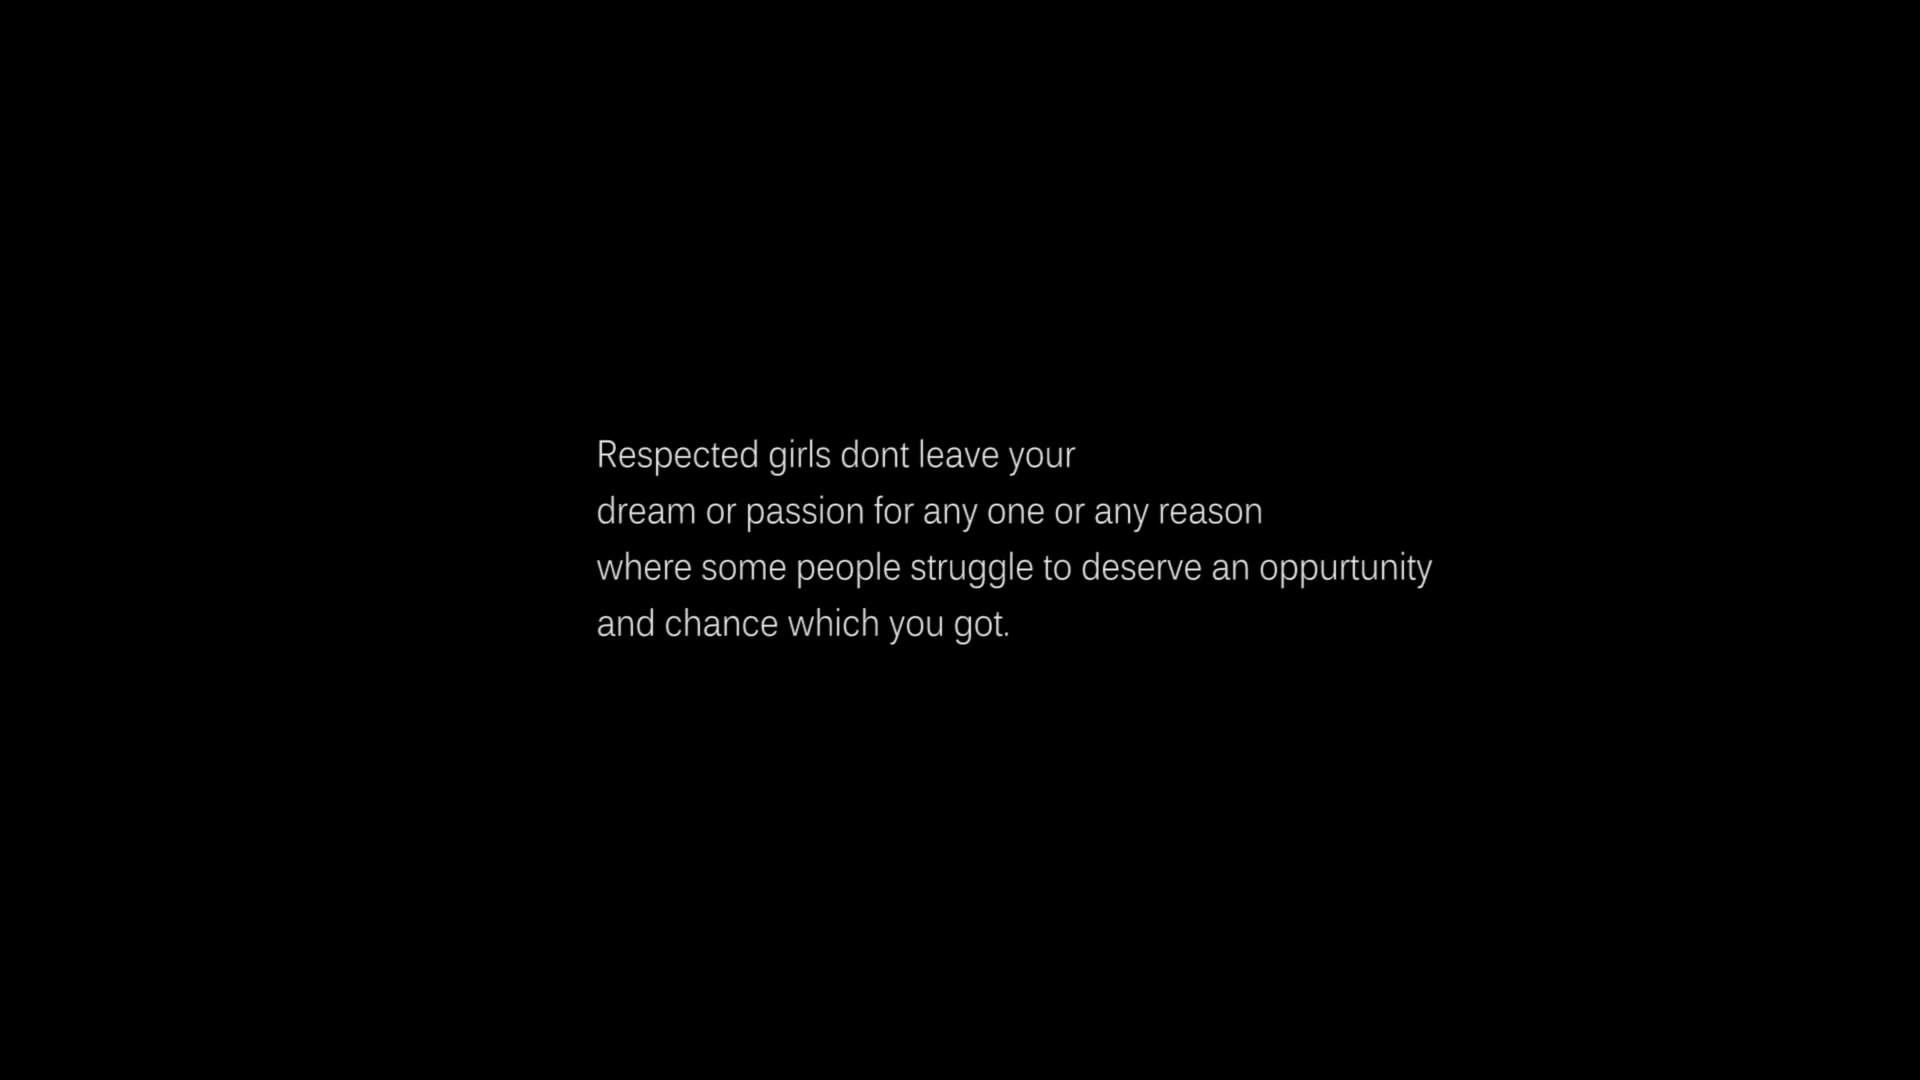 Respected girls dont leave your
dream or passion for any one or any reason
where some people struggle to deserve an oppurtunity
and chance which you got.